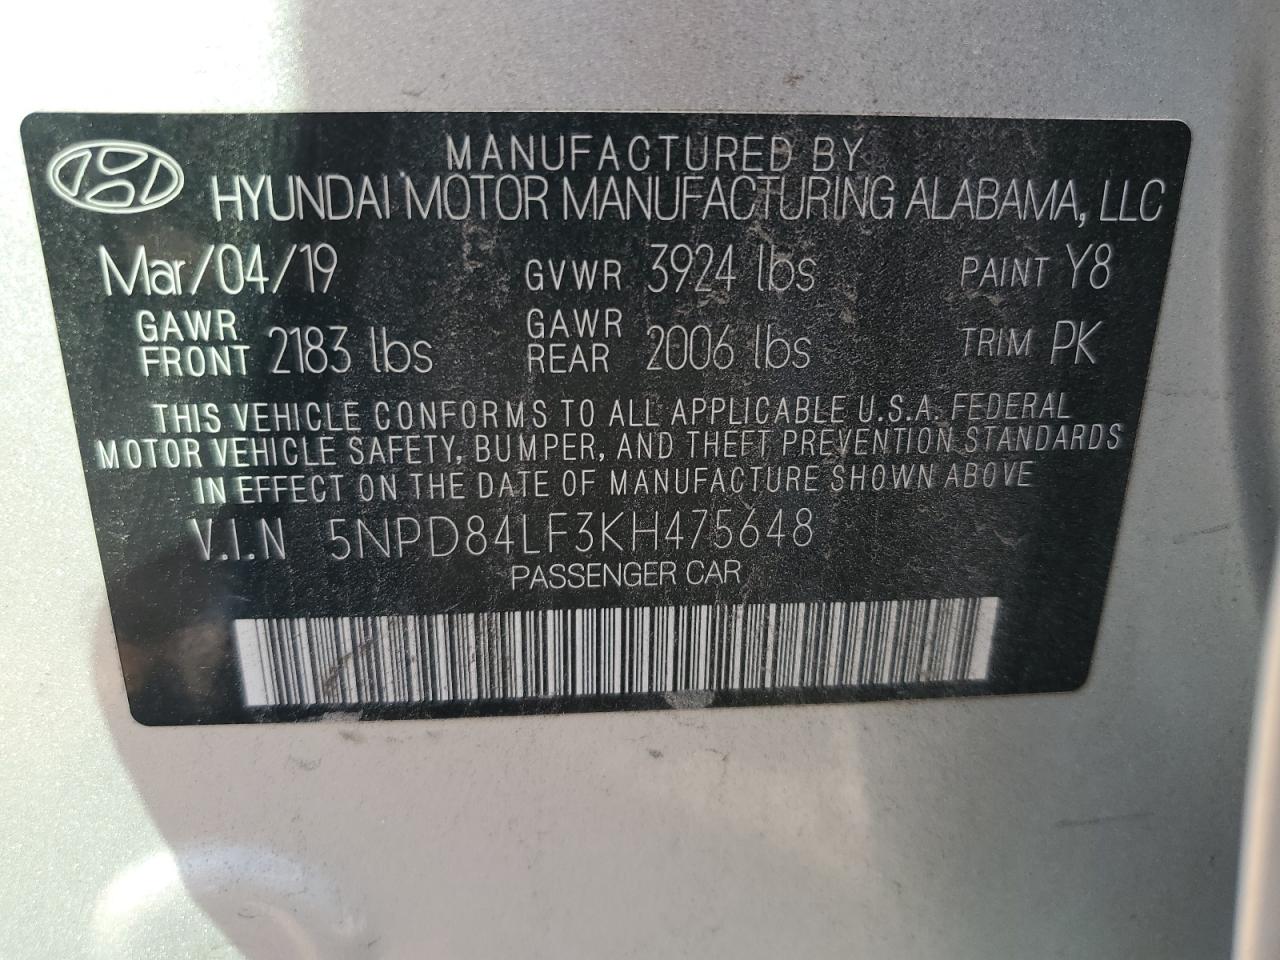 MANUFACTURED BY
HYUNDAI MOTOR MANUFACTURING ALABAMA, LLC
Mar/04/19 GVWR 3924 lbs PAINT Y8
GAWR FRONT 2183 lbs GAWR REAR 2006 lbs TRIM PK
THIS VEHICLE CONFORMS TO ALL APPLICABLE U.S.A. FEDERAL
MOTOR VEHICLE SAFETY, BUMPER, AND THEFT PREVENTION STANDARDS
IN EFFECT ON THE DATE OF MANUFACTURE SHOWN ABOVE
V.I.N 5NPD84LF3KH475648
PASSENGER CAR